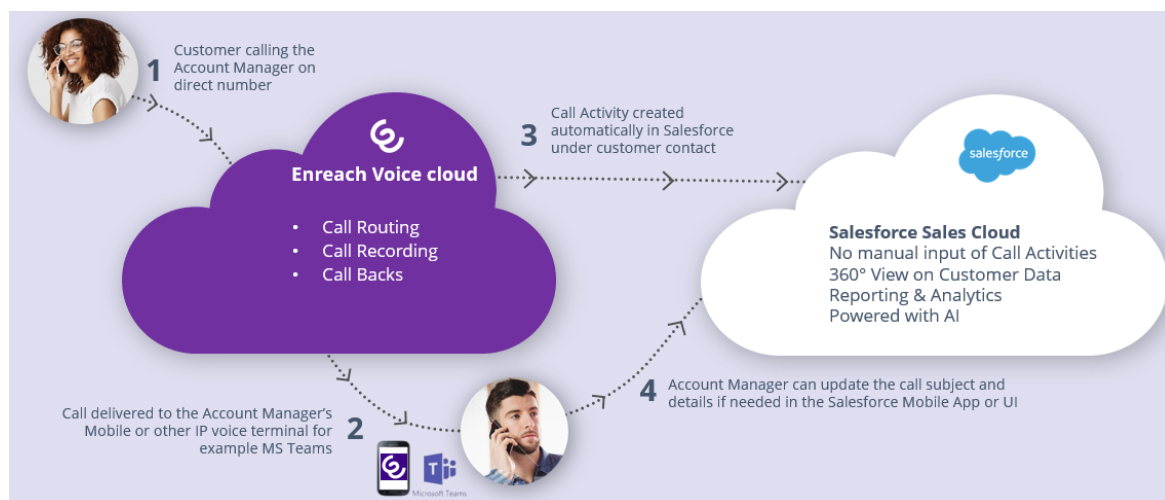 1
Customer calling the
Account Manager on
direct number
Enreach Voice cloud
• Call Routing
• Call Recording
• Call Backs
3
Call Activity created
automatically in Salesforce
under customer contact
salesforce
Salesforce Sales Cloud
No manual input of Call Activities
360° View on Customer Data
Reporting & Analytics
Powered with AI
Call delivered to the Account Manager's
Mobile or other IP voice terminal for
example MS Teams
2
T
Microsoft Teams
4
Account Manager can update the call subject and
details if needed in the Salesforce Mobile App or UI